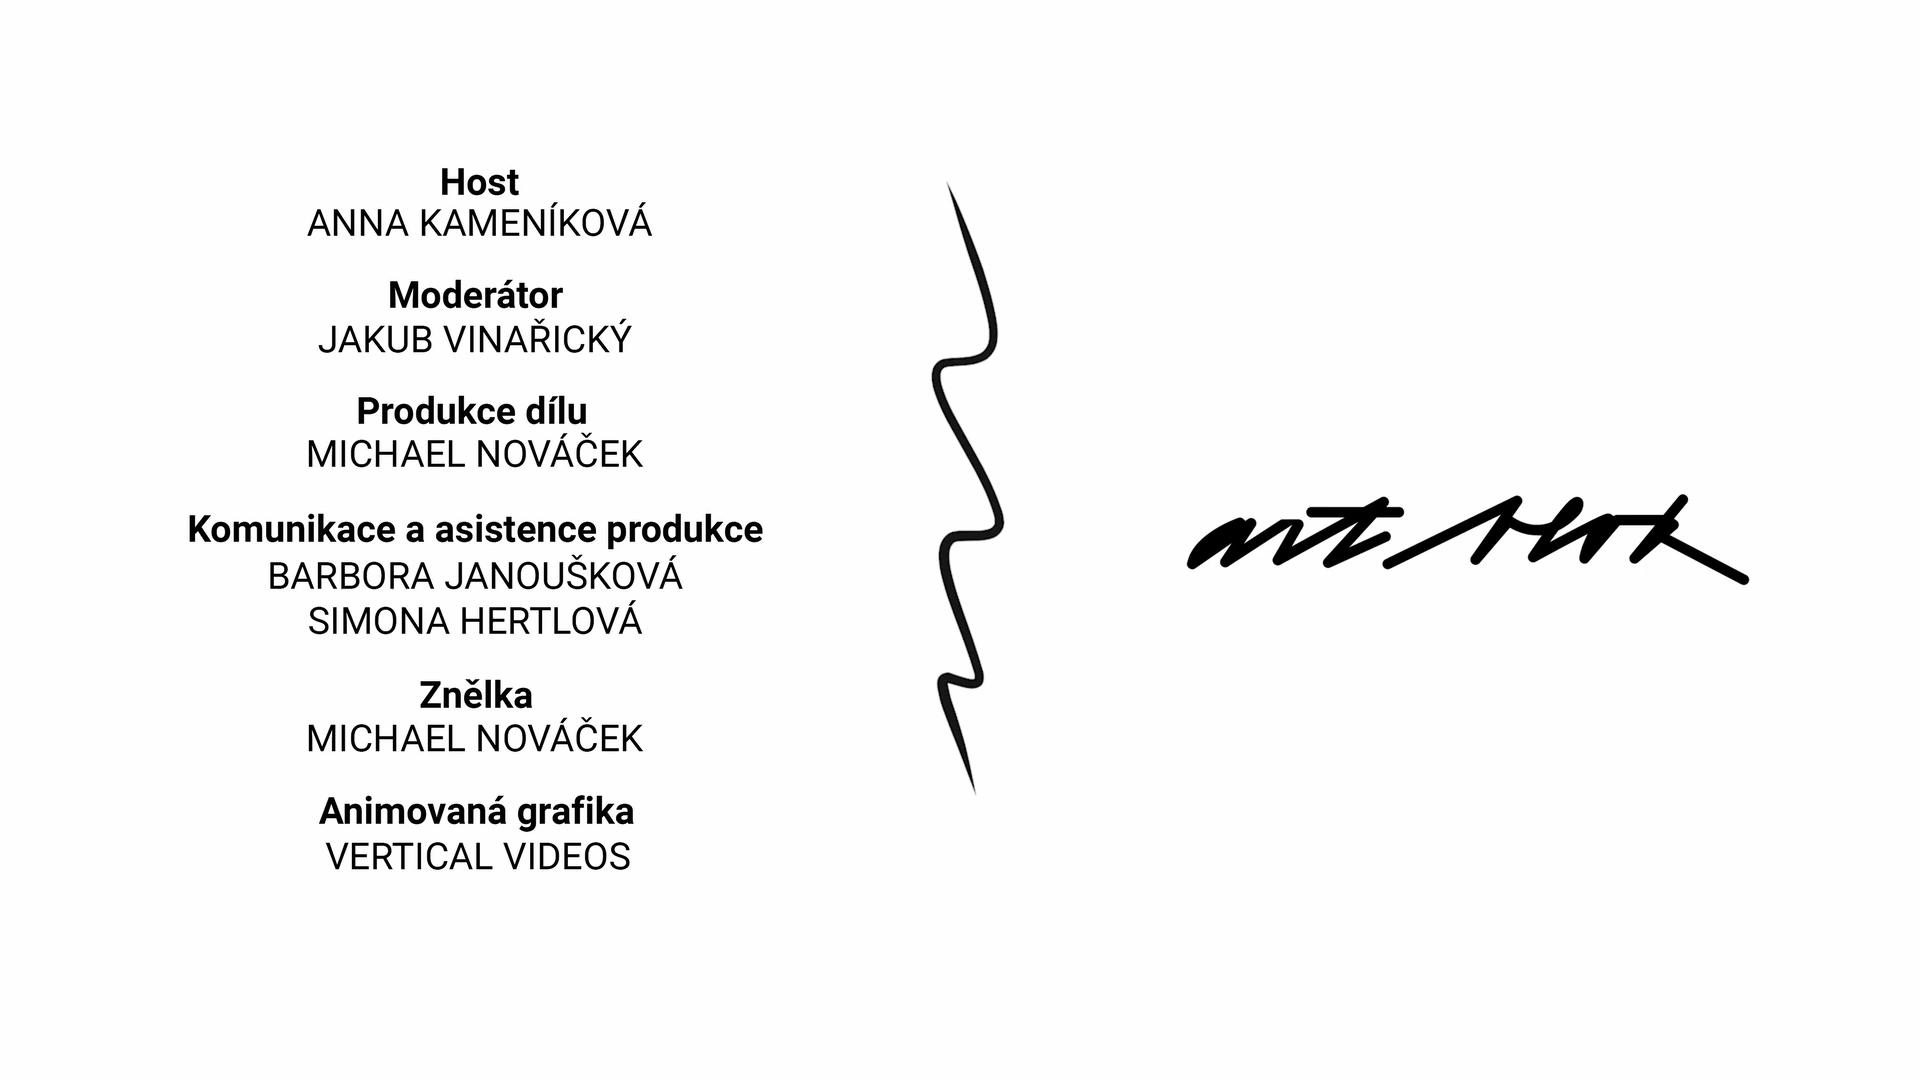 Host
ANNA KAMENÍKOVÁ
Moderátor
JAKUB VINAŘICKÝ
Produkce dílu
MICHAEL NOVÁČEK
Komunikace a asistence produkce
BARBORA JANOUŠKOVÁ
SIMONA HERTLOVÁ
Znělka
MICHAEL NOVÁČEK
Animovaná grafika
VERTICAL VIDEOS
art